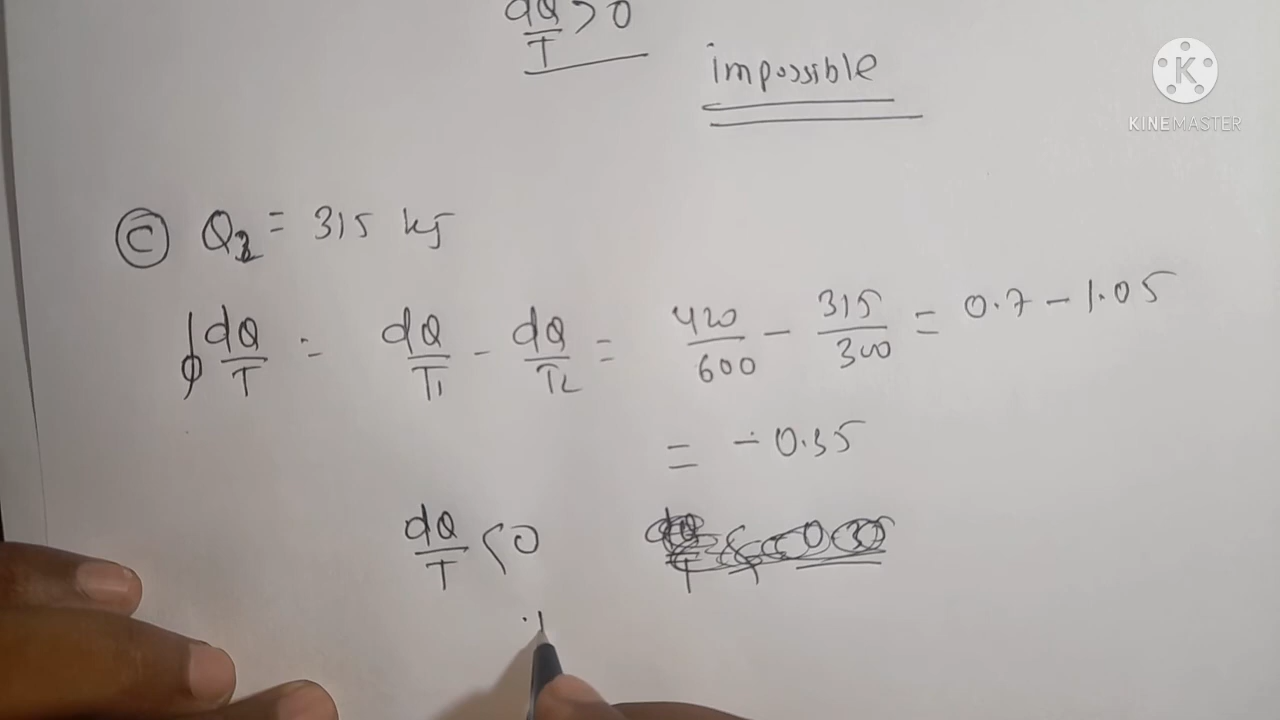 dQ/T > 0
impossible
K
KINEMASTER
Ⓒ Q2 = 315 kJ
∮ dQ/T = dQ/T1 - dQ/T2 = 420/600 - 315/300 = 0.7 - 1.05
= -0.35
dQ/T < 0